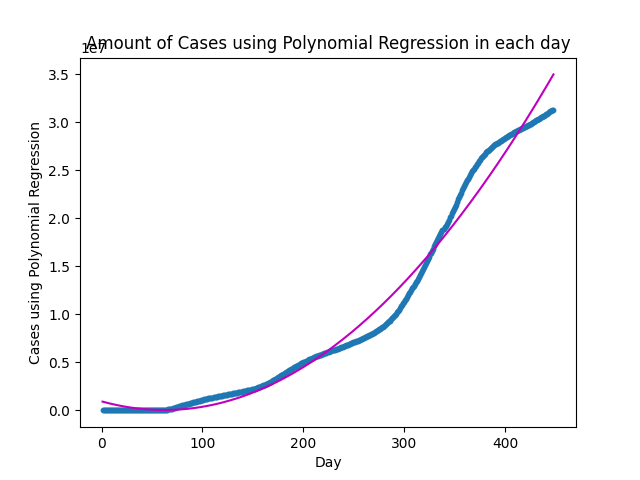 Amount of Cases using Polynomial Regression in each day
1e7
3.5
3.0
2.5
2.0
1.5
1.0
0.5
0.0
Cases using Polynomial Regression
0 100 200 300 400
Day